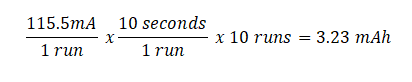 115.5mA / 1 run x 10 seconds / 1 run x 10 runs = 3.23 mAh